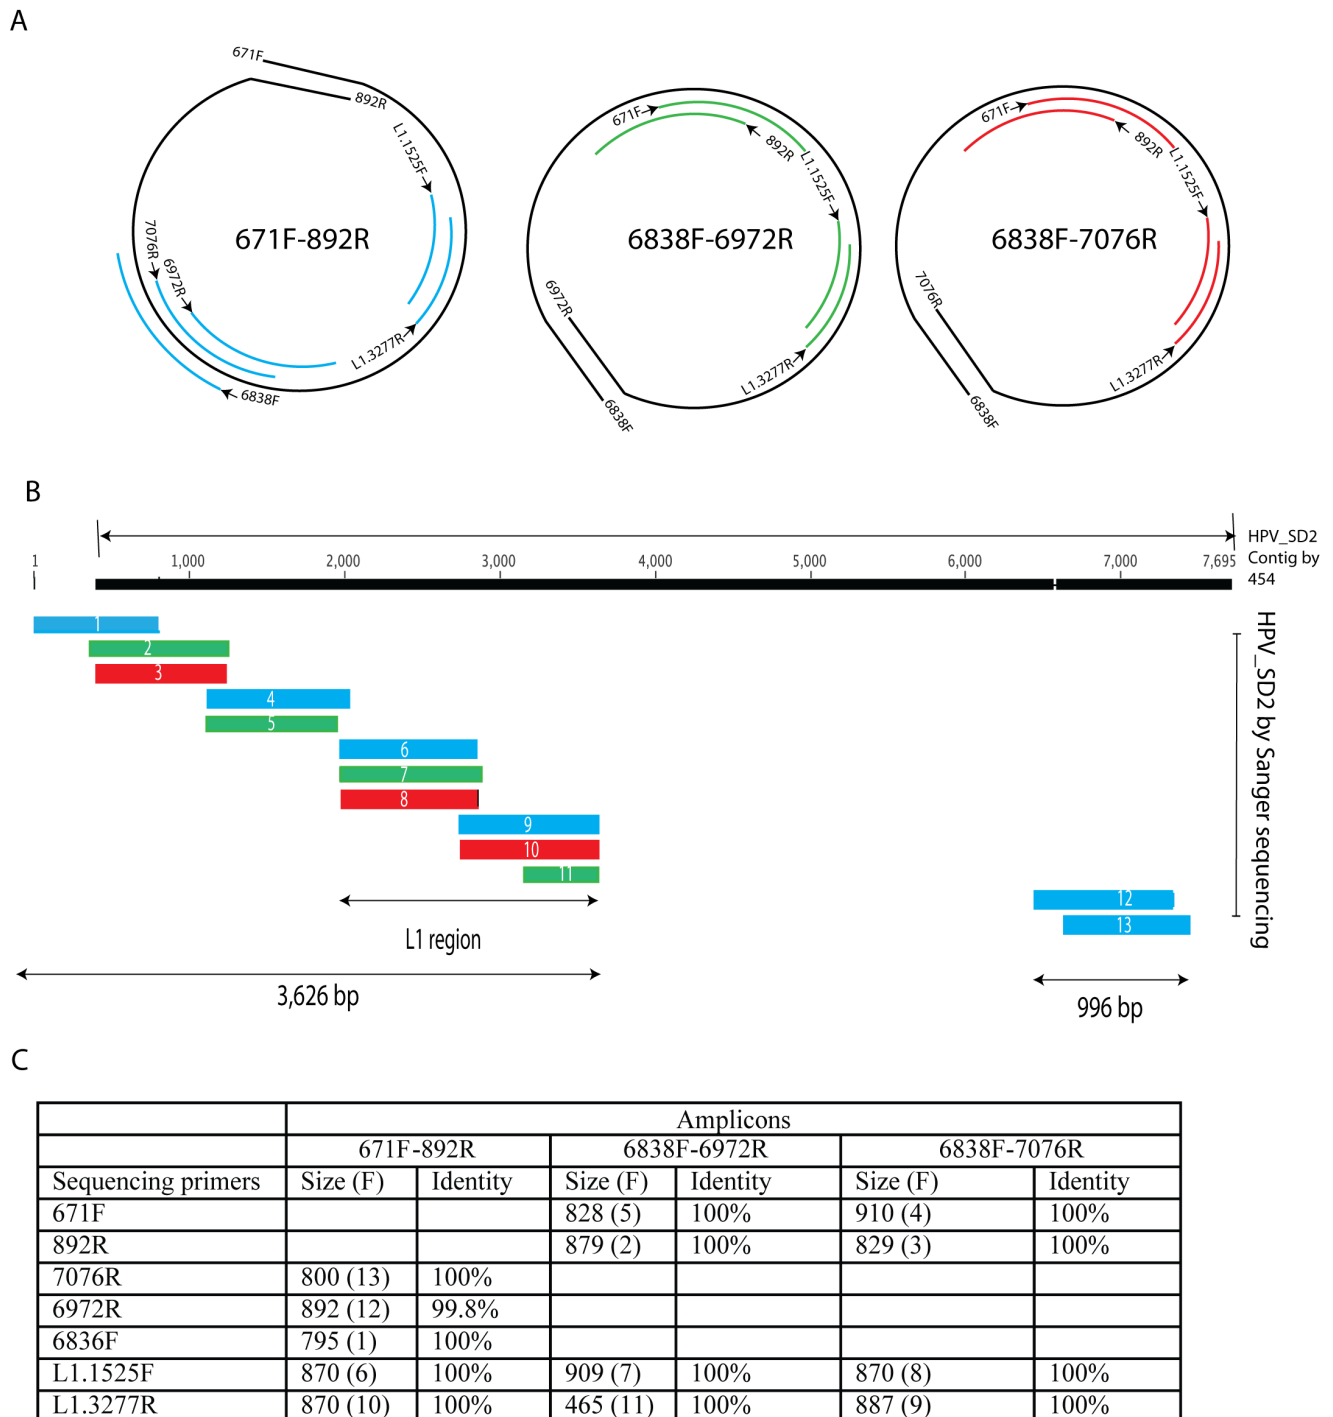 A
671F
892R
L1.1525F
7076R
6972R
671F-892R
L1.3277R
6838F
671F
892R
L1.1525F
6838F-6972R
6972R
L1.3277R
6838F
671F
892R
L1.1525F
6838F-7076R
7076R
L1.3277R
6838F
B
HPV_SD2
1 1,000 2,000 3,000 4,000 5,000 6,000 7,000 7,695 Contig by
454
1
2
3
4
5
6
7
8
9
10
11
12
13
HPV_SD2 by Sanger sequencing
L1 region
3,626 bp
996 bp
C
Amplicons
671F-892R 6838F-6972R 6838F-7076R
Sequencing primers Size (F) Identity Size (F) Identity Size (F) Identity
671F 828 (5) 100% 910 (4) 100%
892R 879 (2) 100% 829 (3) 100%
7076R 800 (13) 100%
6972R 892 (12) 99.8%
6836F 795 (1) 100%
L1.1525F 870 (6) 100% 909 (7) 100% 870 (8) 100%
L1.3277R 870 (10) 100% 465 (11) 100% 887 (9) 100%